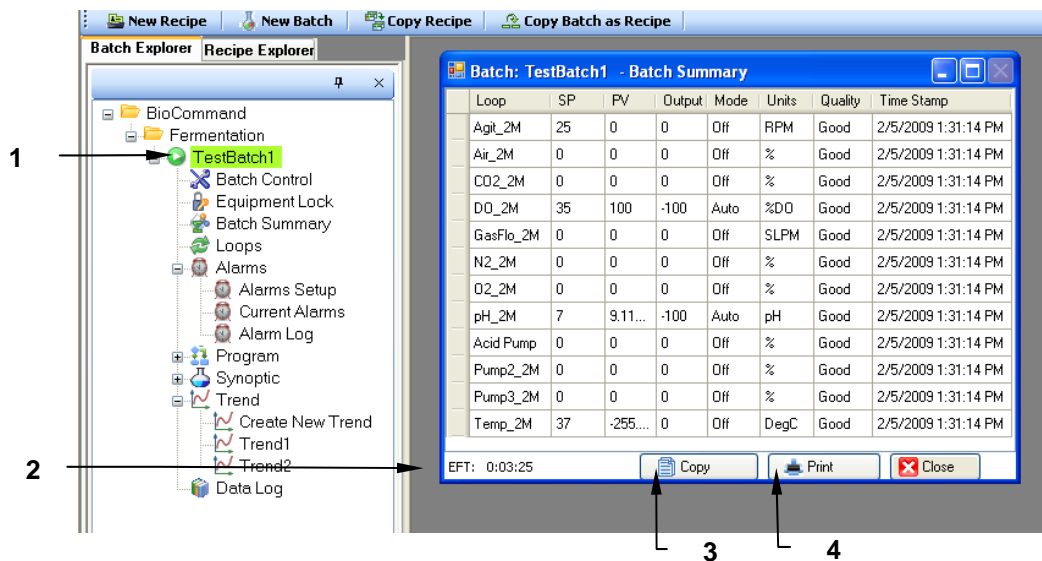 New Recipe New Batch Copy Recipe Copy Batch as Recipe
Batch Explorer Recipe Explorer
BioCommand
Fermentation
1
TestBatch1
Batch Control
Equipment Lock
Batch Summary
Loops
Alarms
Alarms Setup
Current Alarms
Alarm Log
Program
Synoptic
Trend
Create New Trend
Trend1
Trend2
2
Data Log
Batch: TestBatch1 - Batch Summary
Loop SP PV Output Mode Units Quality Time Stamp
Agit_2M 25 0 0 Off RPM Good 2/5/2009 1:31:14 PM
Air_2M 0 0 0 Off % Good 2/5/2009 1:31:14 PM
CO2_2M 0 0 0 Off % Good 2/5/2009 1:31:14 PM
DO_2M 35 100 -100 Auto %DO Good 2/5/2009 1:31:14 PM
GasFlo_2M 0 0 0 Off SLPM Good 2/5/2009 1:31:14 PM
N2_2M 0 0 0 Off % Good 2/5/2009 1:31:14 PM
O2_2M 0 0 0 Off % Good 2/5/2009 1:31:14 PM
pH_2M 7 9.11... -100 Auto pH Good 2/5/2009 1:31:14 PM
Acid Pump 0 0 0 Off % Good 2/5/2009 1:31:14 PM
Pump2_2M 0 0 0 Off % Good 2/5/2009 1:31:14 PM
Pump3_2M 0 0 0 Off % Good 2/5/2009 1:31:14 PM
Temp_2M 37 -255.... 0 Off DegC Good 2/5/2009 1:31:14 PM
EFT: 0:03:25 Copy Print Close
3 4